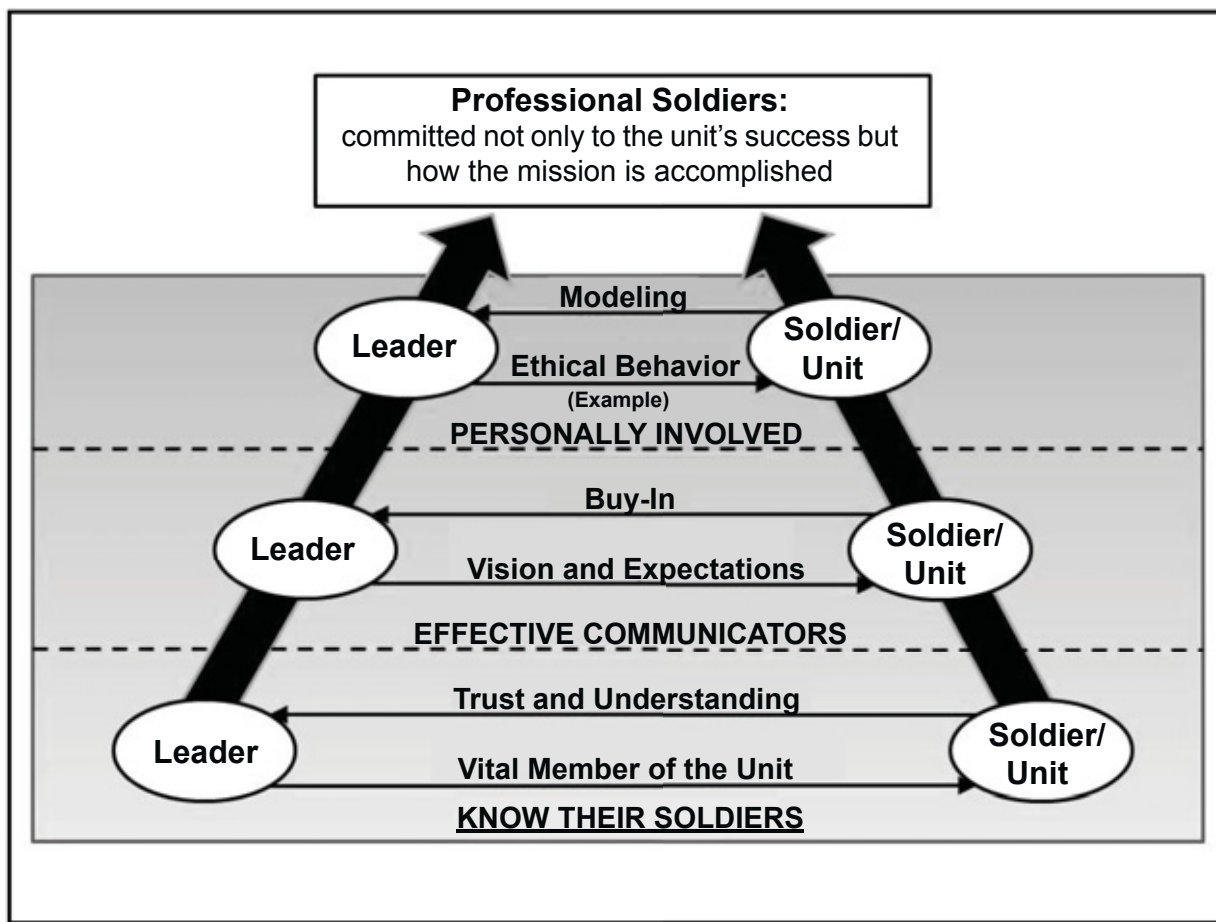 Professional Soldiers:
committed not only to the unit's success but
how the mission is accomplished
Modeling
Leader
Soldier/
Unit
Ethical Behavior
(Example)
PERSONALLY INVOLVED
Buy-In
Leader
Soldier/
Unit
Vision and Expectations
EFFECTIVE COMMUNICATORS
Trust and Understanding
Leader
Soldier/
Unit
Vital Member of the Unit
KNOW THEIR SOLDIERS